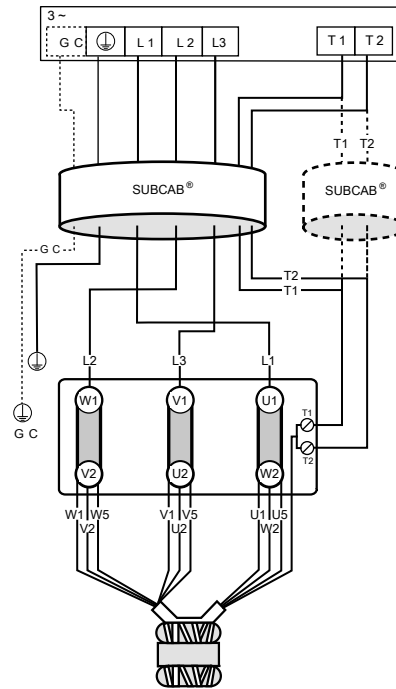 3 ~
G C L 1 L 2 L3 T 1 T 2
T1 T2
SUBCAB® SUBCAB®
G C
T2
T1
L2 L3 L1
G C
W1 V1 U1
T1
T2
V2 U2 W2
W1 W5 V1 V5 U1 U5
V2 U2 W2